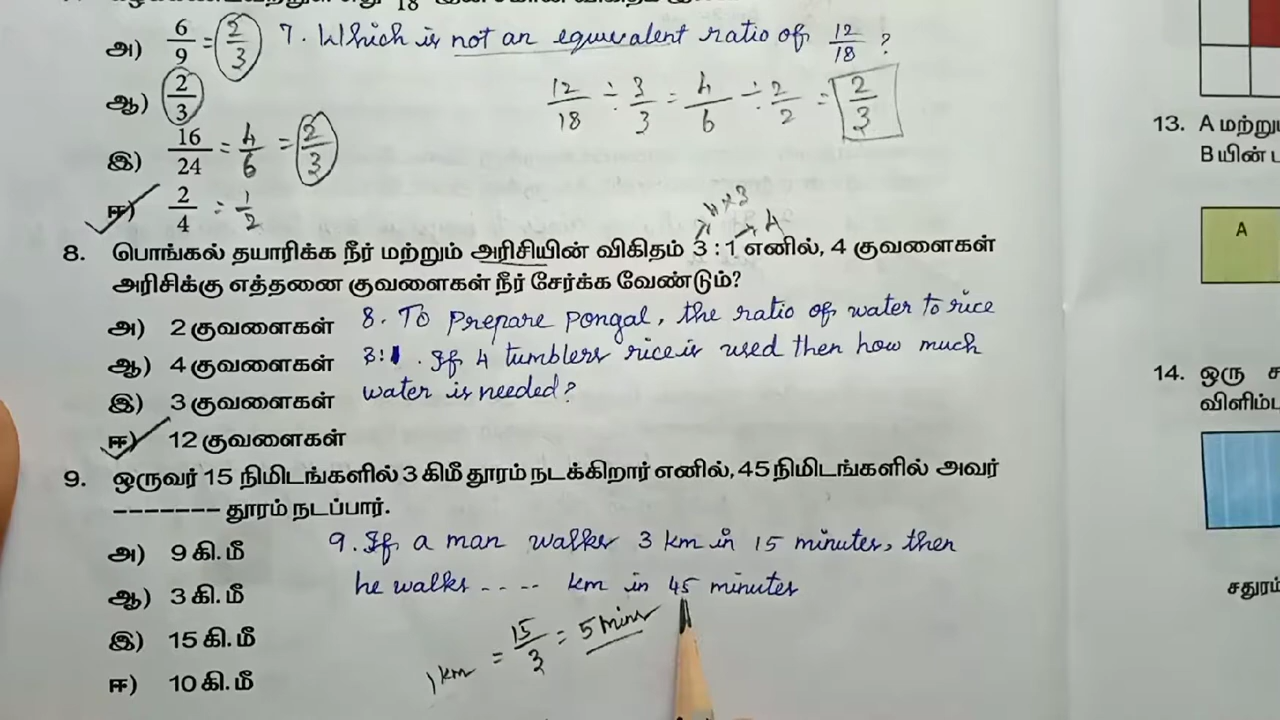 18
அ) 6/9 = 2/3 7. Which is not an equivalent ratio of 12/18 ?
ஆ) 2/3 12/18 ÷ 3/3 = 4/6 ÷ 2/2 = 2/3
இ) 16/24 = 4/6 = 2/3
ஈ) 2/4 = 1/2
4 × 3
4
8. பொங்கல் தயாரிக்க நீர் மற்றும் அரிசியின் விகிதம் 3 : 1 எனில், 4 குவளைகள்
அரிசிக்கு எத்தனை குவளைகள் நீர் சேர்க்க வேண்டும்?
அ) 2 குவளைகள்
ஆ) 4 குவளைகள்
இ) 3 குவளைகள்
ஈ) 12 குவளைகள்
8. To Prepare Pongal, the ratio of water to rice
3:1 . If 4 tumblers rice is used then how much
water is needed?
9. ஒருவர் 15 நிமிடங்களில் 3 கிமீ தூரம் நடக்கிறார் எனில், 45 நிமிடங்களில் அவர்
------- தூரம் நடப்பார்.
அ) 9 கி.மீ
ஆ) 3 கி.மீ
இ) 15 கி.மீ
ஈ) 10 கி.மீ
9. If a man walks 3 km in 15 minutes, then
he walks - - - - km in 45 minutes
1 km = 15/3 = 5 mins
13. A மற்றும்
B யின் ப
A
14. ஒரு ச
விளிம்ப
சதுரம்